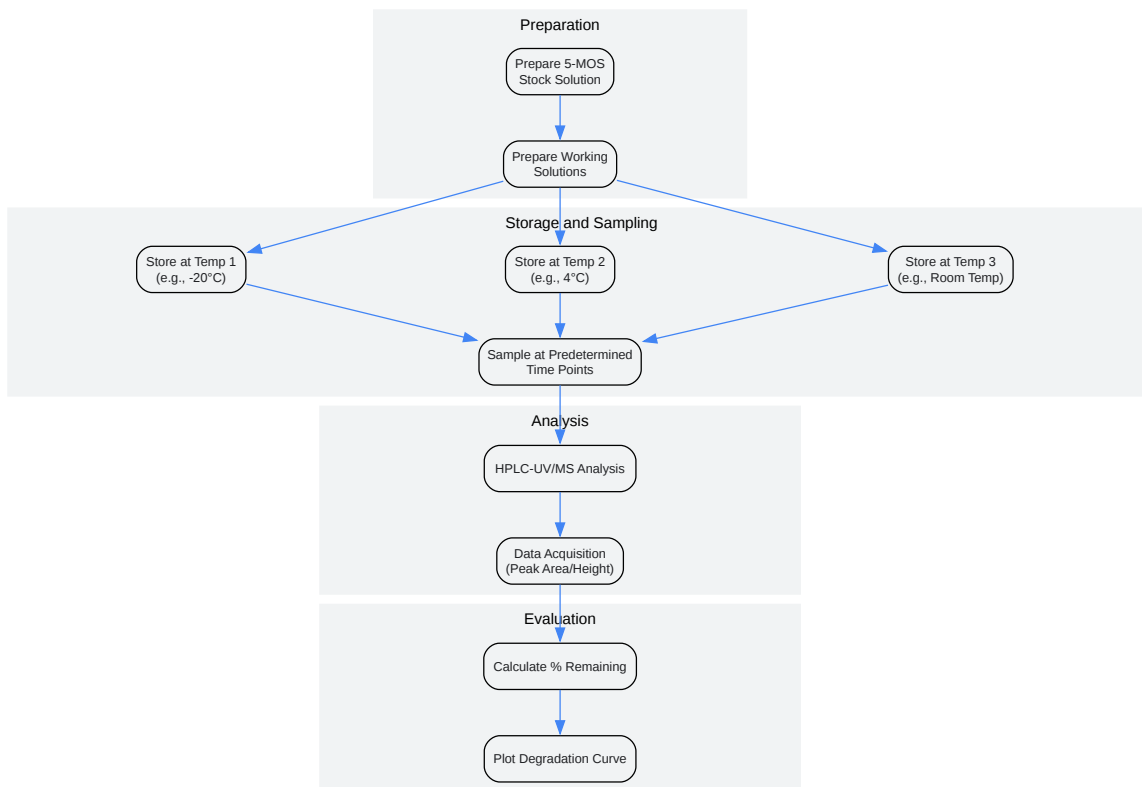 Preparation
Prepare 5-MOS
Stock Solution
Prepare Working
Solutions
Storage and Sampling
Store at Temp 1
(e.g., -20°C)
Store at Temp 2
(e.g., 4°C)
Store at Temp 3
(e.g., Room Temp)
Sample at Predetermined
Time Points
Analysis
HPLC-UV/MS Analysis
Data Acquisition
(Peak Area/Height)
Evaluation
Calculate % Remaining
Plot Degradation Curve